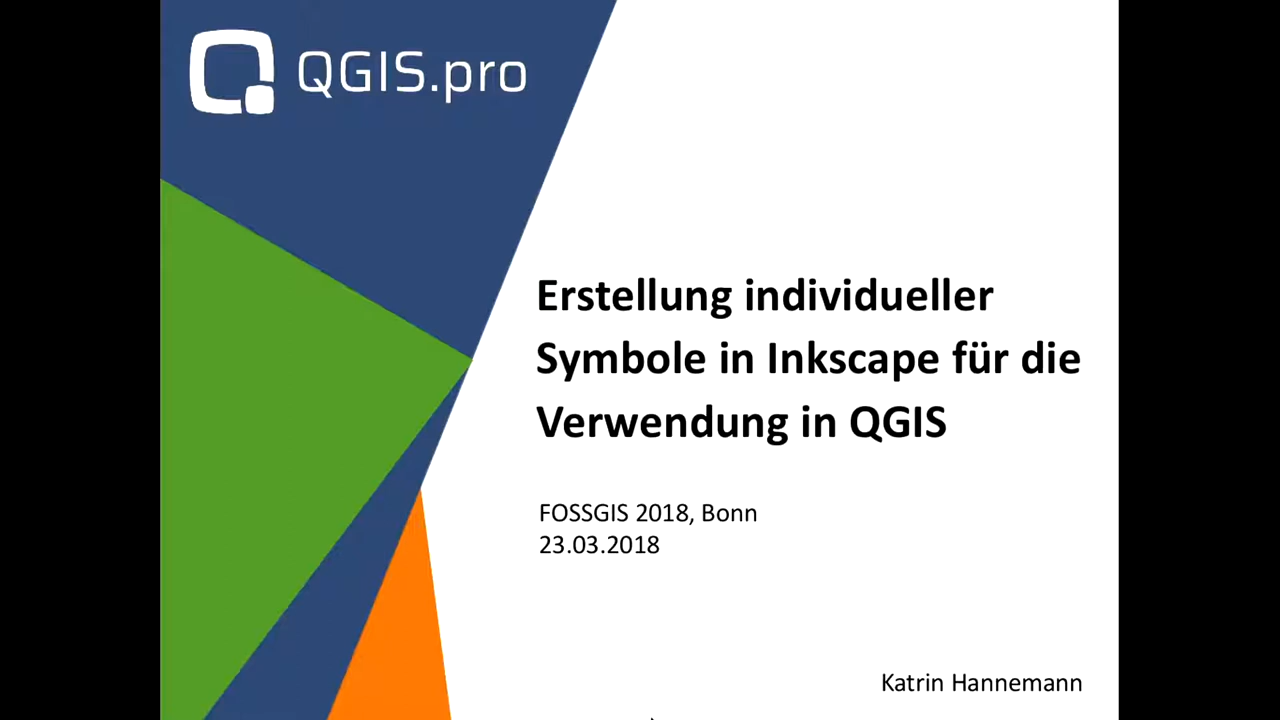 QGIS.pro
Erstellung individueller
Symbole in Inkscape für die
Verwendung in QGIS
FOSSGIS 2018, Bonn
23.03.2018
Katrin Hannemann